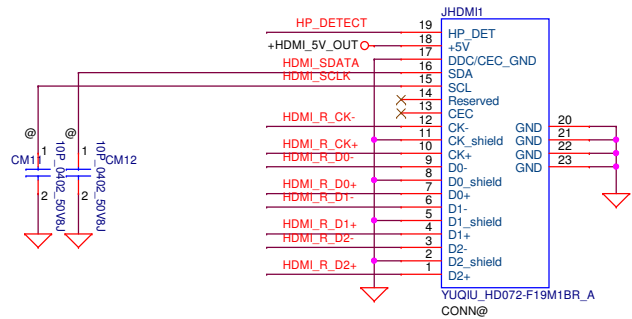 JHDMI1
HP_DETECT 19 HP_DET
+HDMI_5V_OUT 18 +5V
17 DDC/CEC_GND
HDMI_SDATA 16 SDA
HDMI_SCLK 15 SCL
14 Reserved
13 CEC
HDMI_R_CK- 12 CK- GND 20
11 CK_shield GND 21
HDMI_R_CK+ 10 CK+ GND 22
HDMI_R_D0- 9 D0- GND 23
8 D0_shield
HDMI_R_D0+ 7 D0+
HDMI_R_D1- 6 D1-
5 D1_shield
HDMI_R_D1+ 4 D1+
HDMI_R_D2- 3 D2-
2 D2_shield
HDMI_R_D2+ 1 D2+
YUQIU_HD072-F19M1BR_A
CONN@
@ @
1 1
CM11 CM12
2 2
10P_0402_50V8J
10P_0402_50V8J